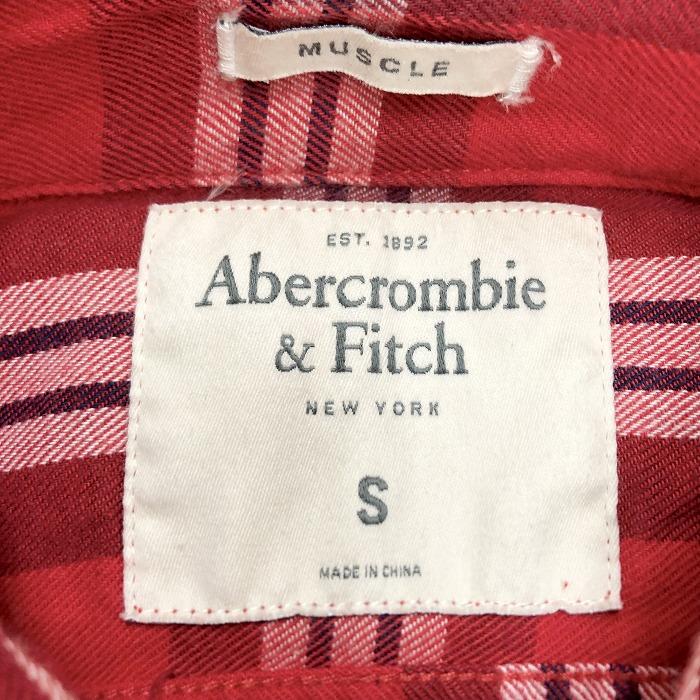 MUSCLE
EST. 1892
Abercrombie
& Fitch
NEW YORK
S
MADE IN CHINA